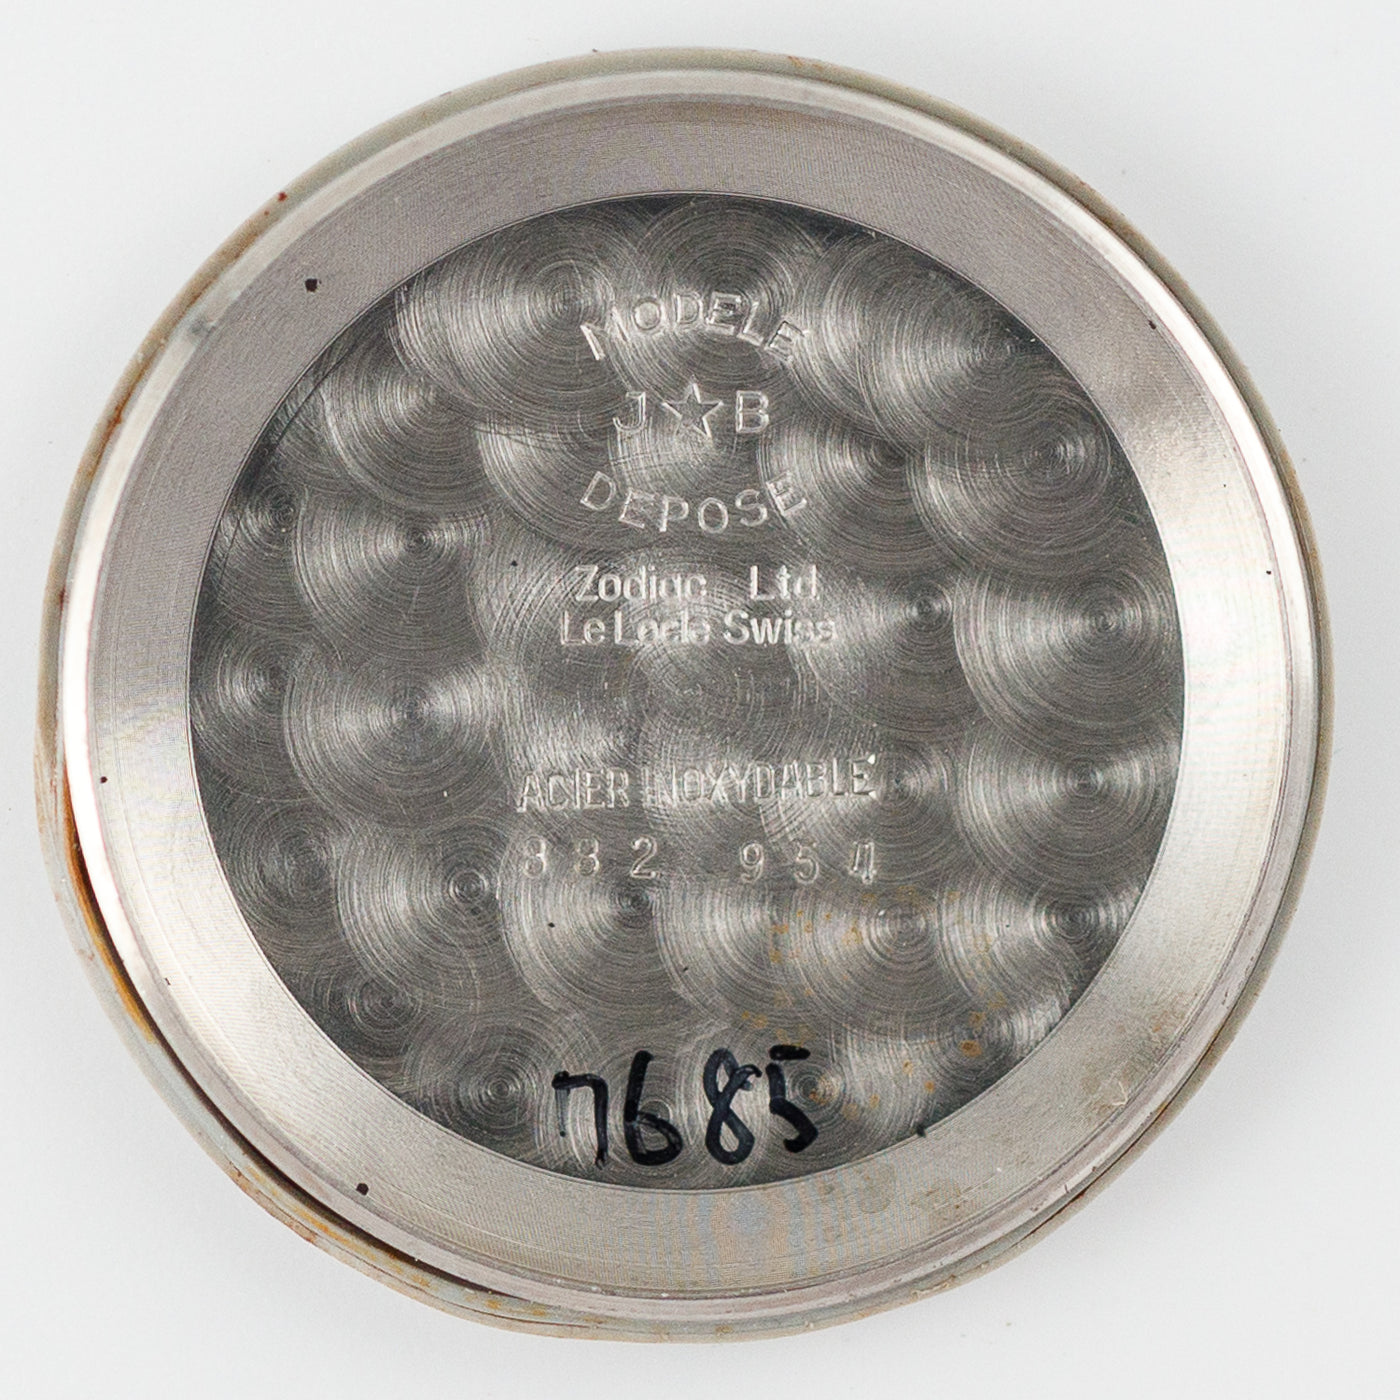 MODELE
J☆B
DEPOSE
Zodiac Ltd
Le Locle Swiss
ACIER INOXYDABLE
882 954
7685